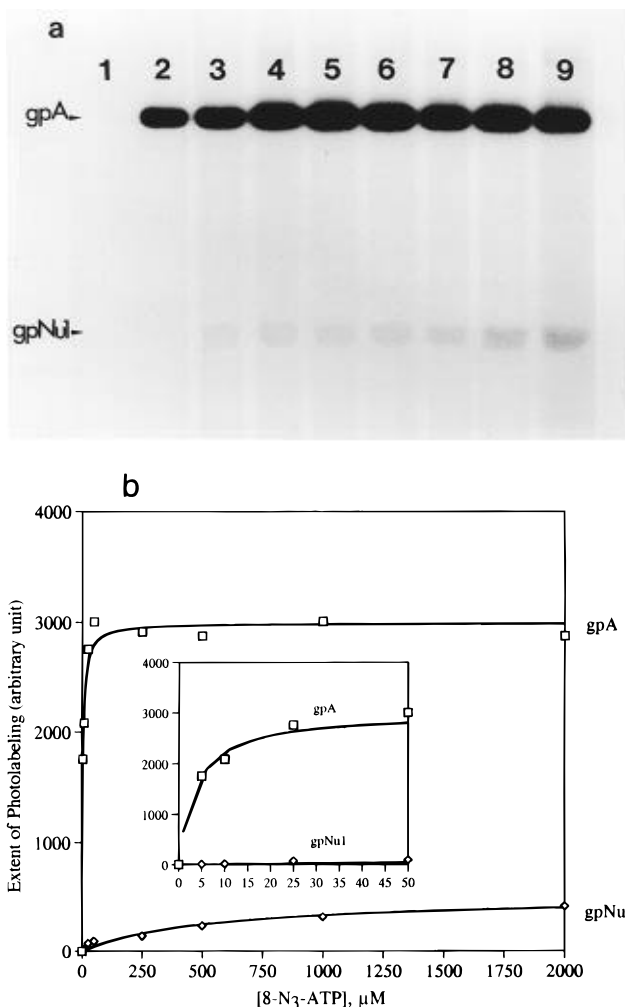 a
1 2 3 4 5 6 7 8 9
gpA
gpNu1
b
4000
3000
2000
1000
0
Extent of Photolabeling (arbitrary unit)
gpA
gpNu
4000
3000
2000
1000
0
gpA
gpNu1
0 5 10 15 20 25 30 35 40 45 50
0 250 500 750 1000 1250 1500 1750 2000
[8-N3-ATP], μM